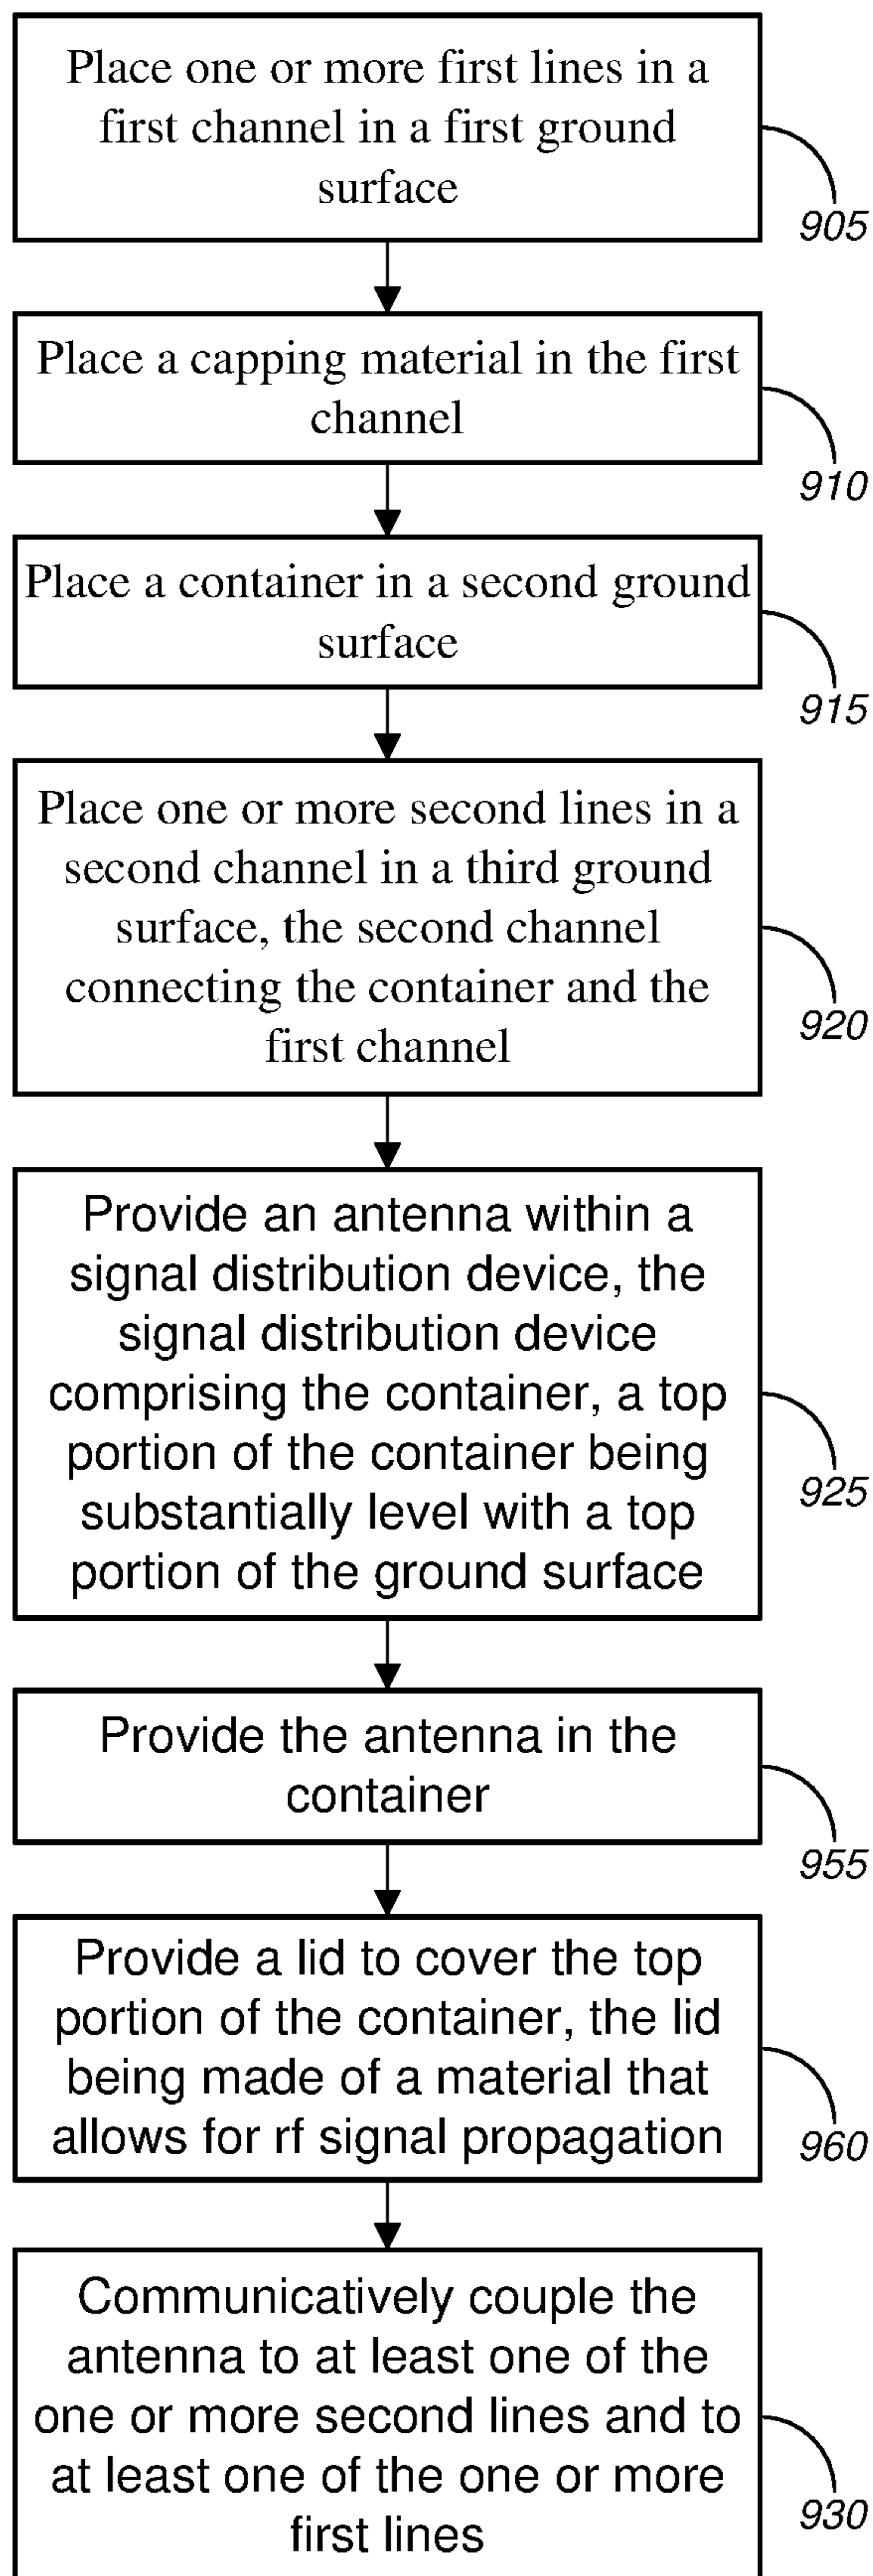 Place one or more first lines in a
first channel in a first ground
surface
905
Place a capping material in the first
channel
910
Place a container in a second ground
surface
915
Place one or more second lines in a
second channel in a third ground
surface, the second channel
connecting the container and the
first channel
920
Provide an antenna within a
signal distribution device, the
signal distribution device
comprising the container, a top
portion of the container being
substantially level with a top
portion of the ground surface
925
Provide the antenna in the
container
955
Provide a lid to cover the top
portion of the container, the lid
being made of a material that
allows for rf signal propagation
960
Communicatively couple the
antenna to at least one of the
one or more second lines and to
at least one of the one or more
first lines
930